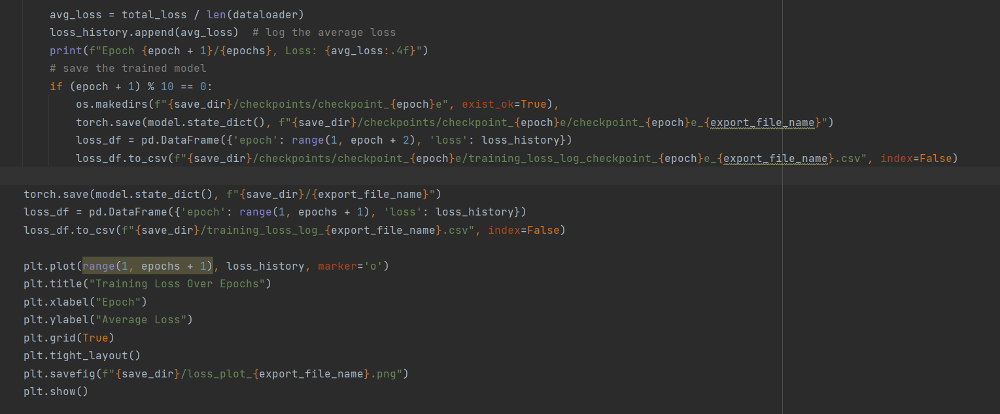 avg_loss = total_loss / len(dataloader)
loss_history.append(avg_loss)  # log the average loss
print(f"Epoch {epoch + 1}/{epochs}, Loss: {avg_loss:.4f}")
# save the trained model
if (epoch + 1) % 10 == 0:
os.makedirs(f"{save_dir}/checkpoints/checkpoint_{epoch}e", exist_ok=True),
torch.save(model.state_dict(), f"{save_dir}/checkpoints/checkpoint_{epoch}e/checkpoint_{epoch}e_{export_file_name}")
loss_df = pd.DataFrame({'epoch': range(1, epoch + 2), 'loss': loss_history})
loss_df.to_csv(f"{save_dir}/checkpoints/checkpoint_{epoch}e/training_loss_log_checkpoint_{epoch}e_{export_file_name}.csv", index=False)
torch.save(model.state_dict(), f"{save_dir}/{export_file_name}")
loss_df = pd.DataFrame({'epoch': range(1, epochs + 1), 'loss': loss_history})
loss_df.to_csv(f"{save_dir}/training_loss_log_{export_file_name}.csv", index=False)
plt.plot(range(1, epochs + 1), loss_history, marker='o')
plt.title("Training Loss Over Epochs")
plt.xlabel("Epoch")
plt.ylabel("Average Loss")
plt.grid(True)
plt.tight_layout()
plt.savefig(f"{save_dir}/loss_plot_{export_file_name}.png")
plt.show()